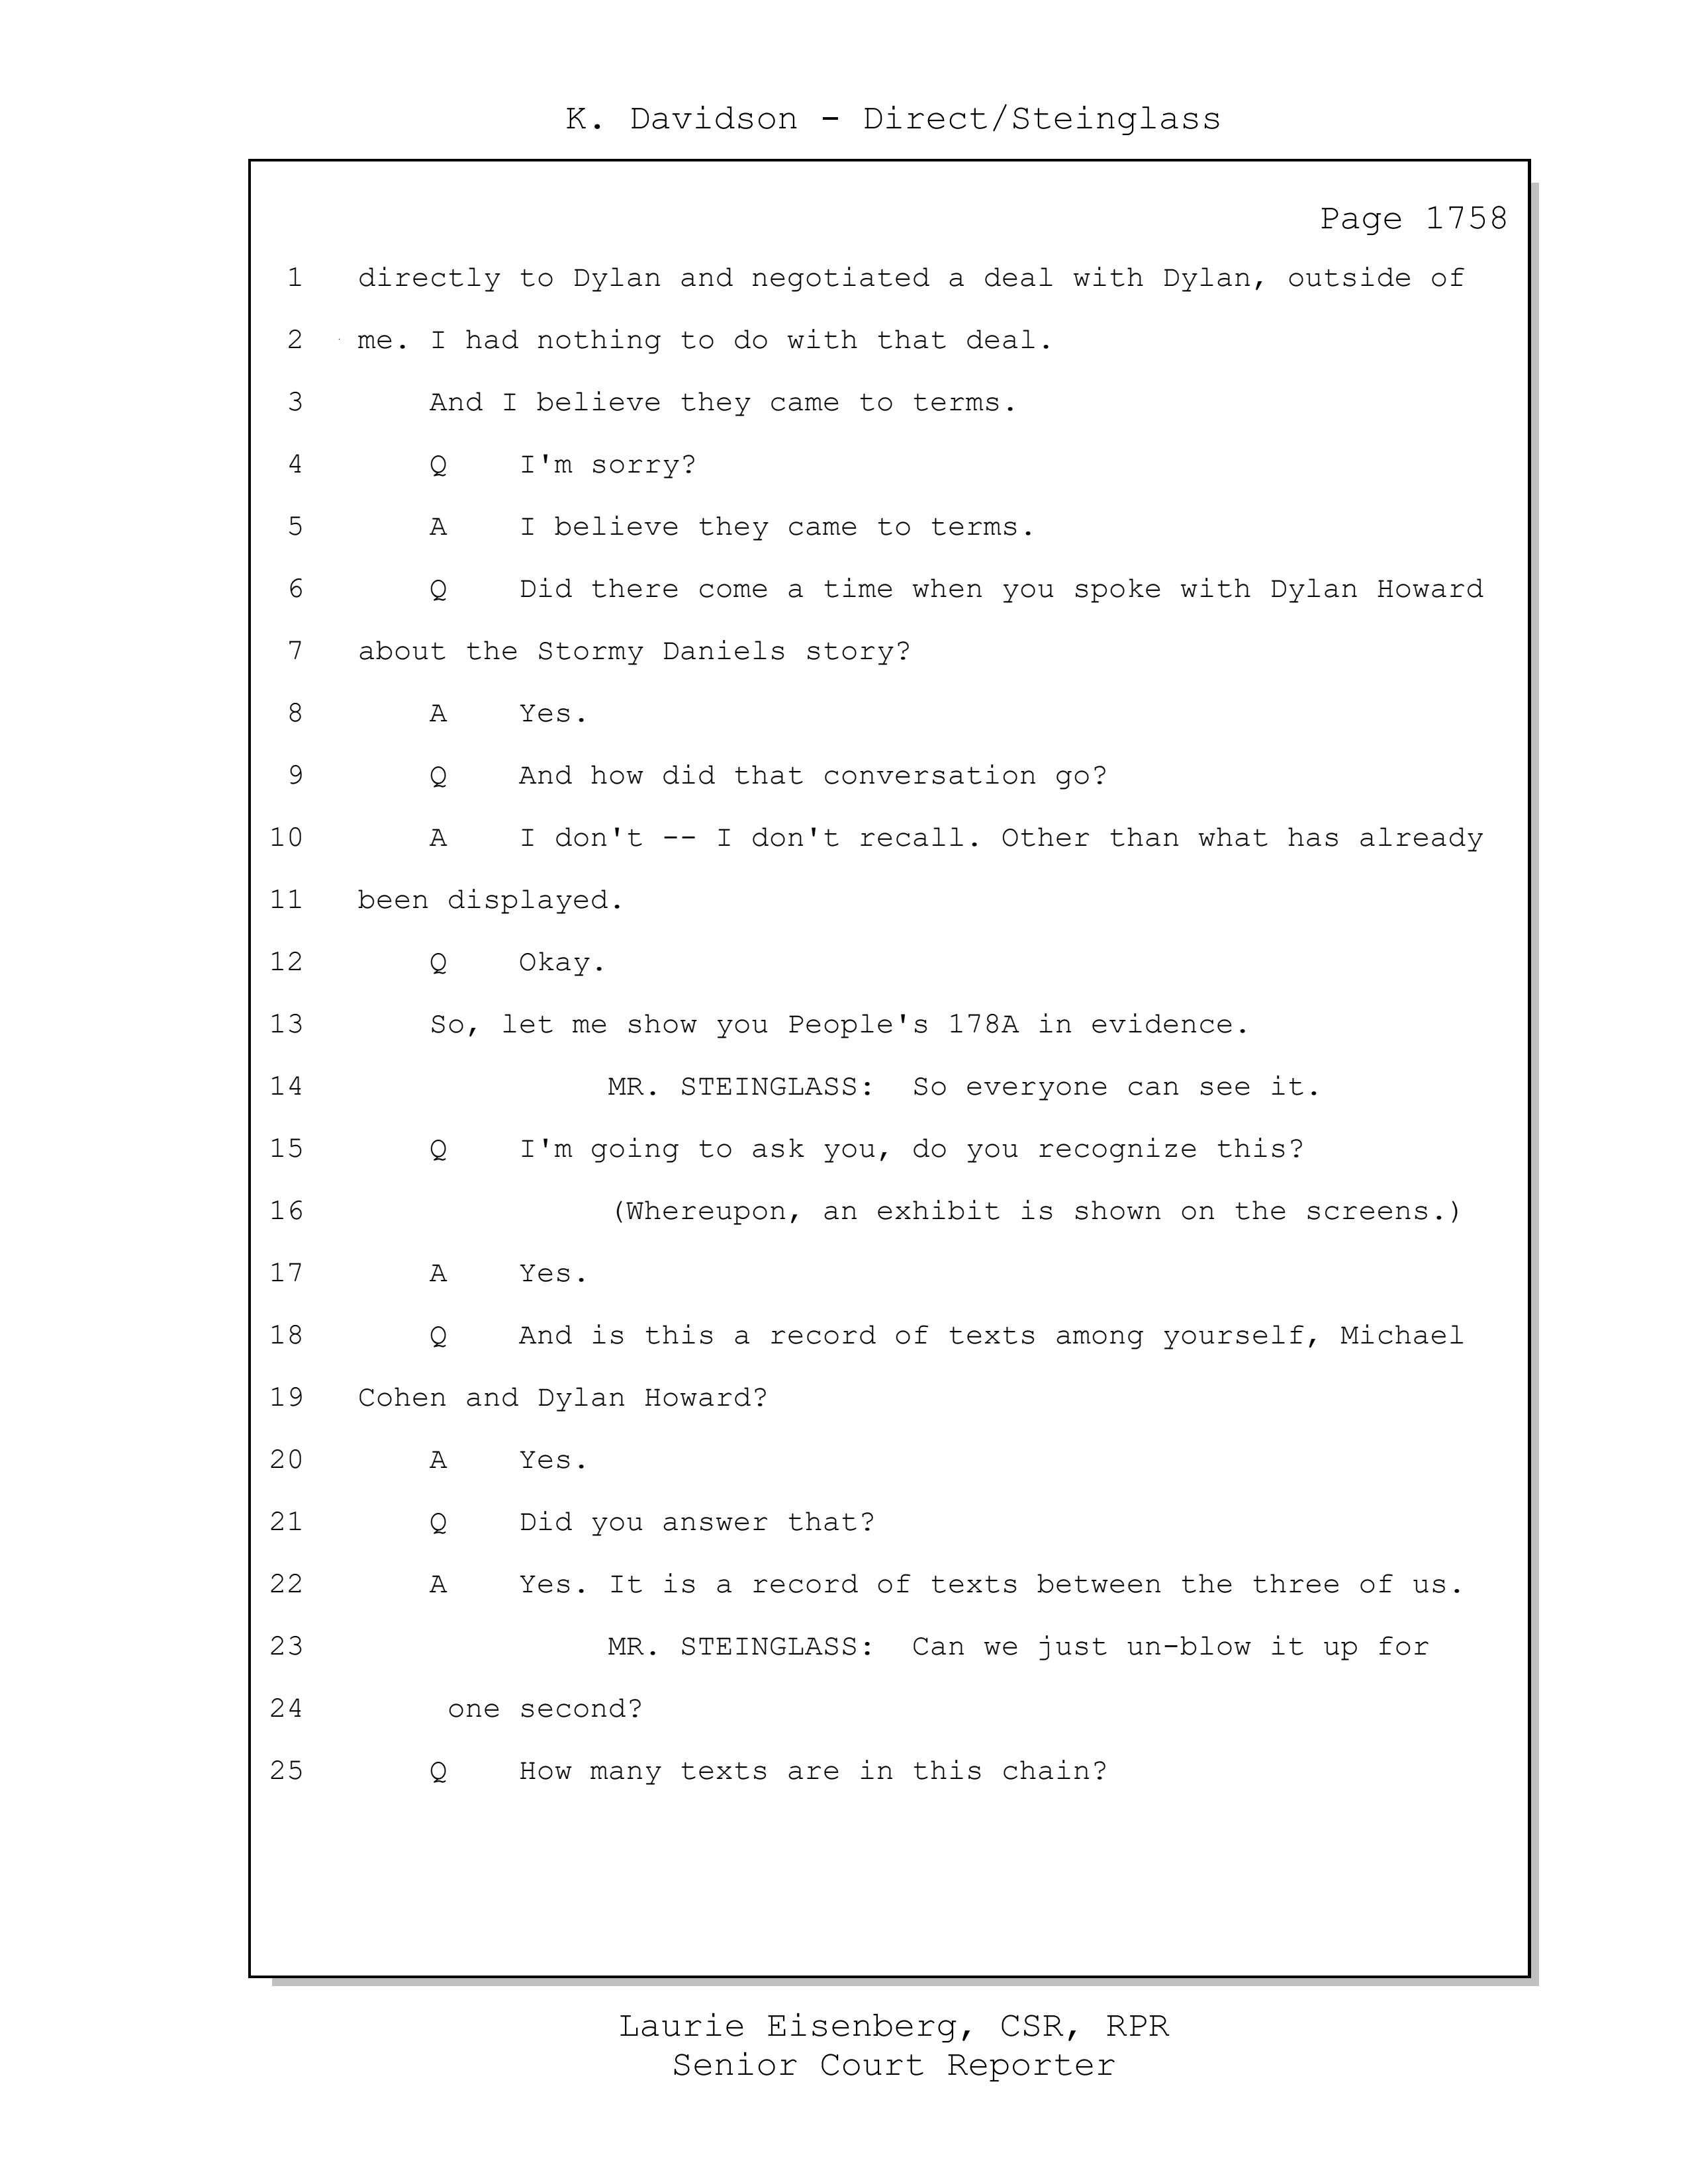 K. Davidson - Direct/Steinglass
Page 1758
1 directly to Dylan and negotiated a deal with Dylan, outside of
2 me. I had nothing to do with that deal.
3 And I believe they came to terms.
4 Q I'm sorry?
5 A I believe they came to terms.
6 Q Did there come a time when you spoke with Dylan Howard
7 about the Stormy Daniels story?
8 A Yes.
9 Q And how did that conversation go?
10 A I don't -- I don't recall. Other than what has already
11 been displayed.
12 Q Okay.
13 So, let me show you People's 178A in evidence.
14 MR. STEINGLASS: So everyone can see it.
15 Q I'm going to ask you, do you recognize this?
16 (Whereupon, an exhibit is shown on the screens.)
17 A Yes.
18 Q And is this a record of texts among yourself, Michael
19 Cohen and Dylan Howard?
20 A Yes.
21 Q Did you answer that?
22 A Yes. It is a record of texts between the three of us.
23 MR. STEINGLASS: Can we just un-blow it up for
24 one second?
25 Q How many texts are in this chain?
Laurie Eisenberg, CSR, RPR
Senior Court Reporter